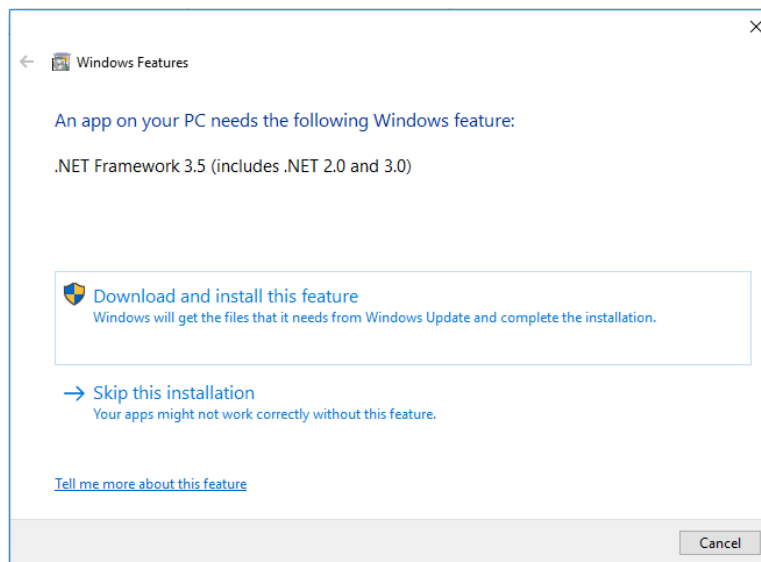 Windows Features
An app on your PC needs the following Windows feature:
.NET Framework 3.5 (includes .NET 2.0 and 3.0)
Download and install this feature
Windows will get the files that it needs from Windows Update and complete the installation.
Skip this installation
Your apps might not work correctly without this feature.
Tell me more about this feature
Cancel